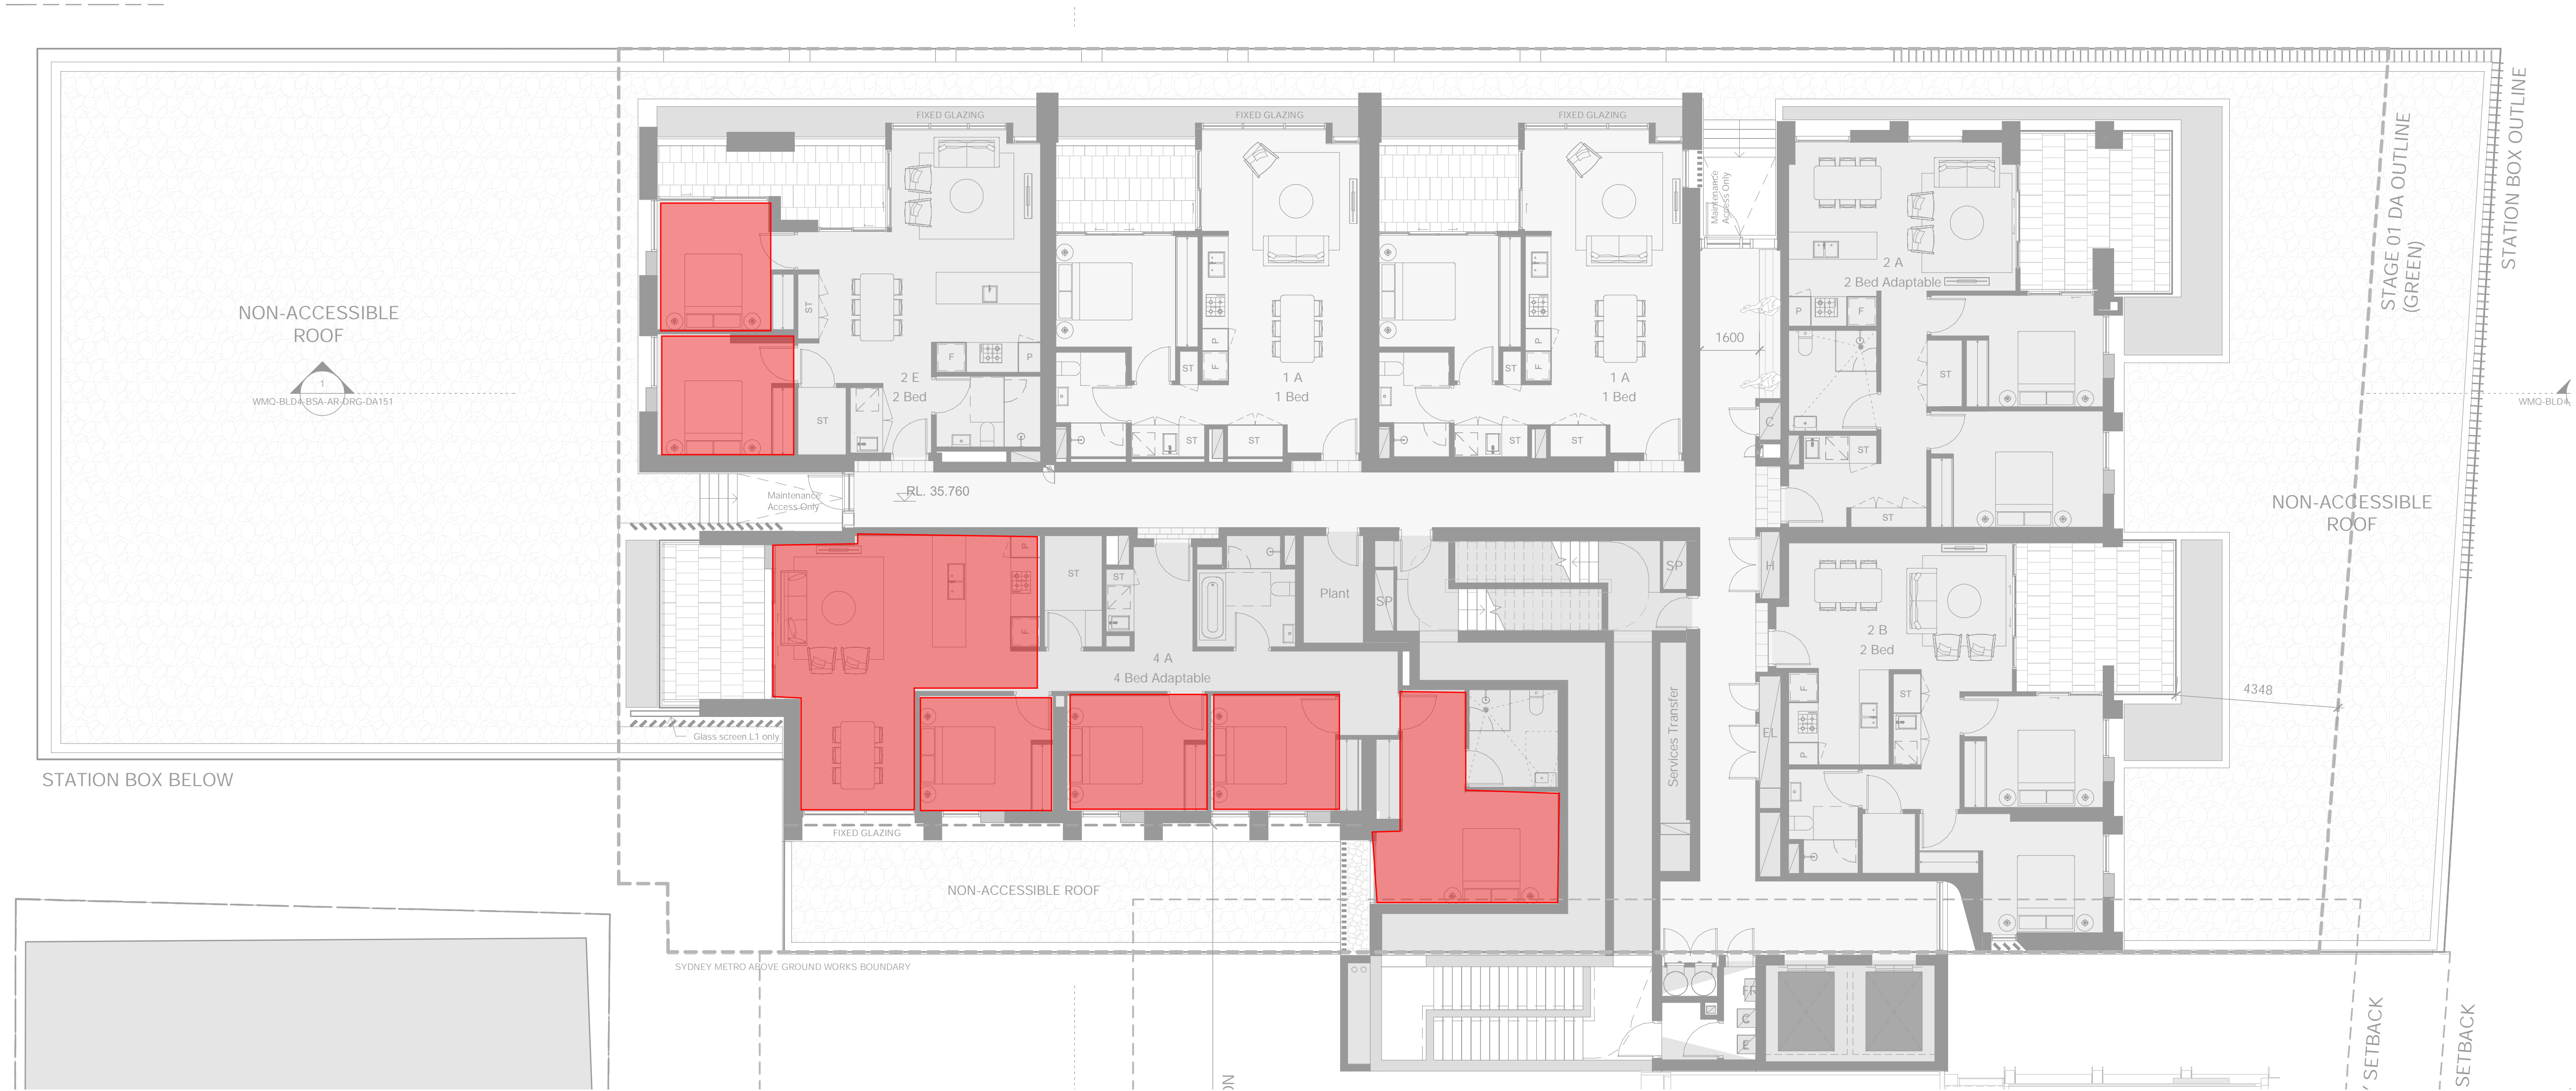 FIXED GLAZING
FIXED GLAZING
FIXED GLAZING
STATION BOX OUTLINE
STAGE 01 DA OUTLINE
(GREEN)
Maintenance
Access Only
2 A
2 Bed Adaptable
NON-ACCESSIBLE
ROOF
1
WMQ-BLD4-BSA-AR-DRG-DA151
ST
P
F
P
F
P
F
P
F
1600
ST
ST
ST
2 E
2 Bed
1 A
1 Bed
1 A
1 Bed
WMQ-BLD4
ST
C
ST
ST
ST
ST
ST
ST
RL. 35.760
Maintenance
Access Only
NON-ACCESSIBLE
ROOF
ST
P
F
ST
ST
Plant
SP
SP
H
2 B
2 Bed
4 A
4 Bed Adaptable
F
P
ST
4348
Services Transfer
EL
Glass screen L1 only
STATION BOX BELOW
FIXED GLAZING
NON-ACCESSIBLE ROOF
SYDNEY METRO ABOVE GROUND WORKS BOUNDARY
FR
C
E
SETBACK
SETBACK
ON